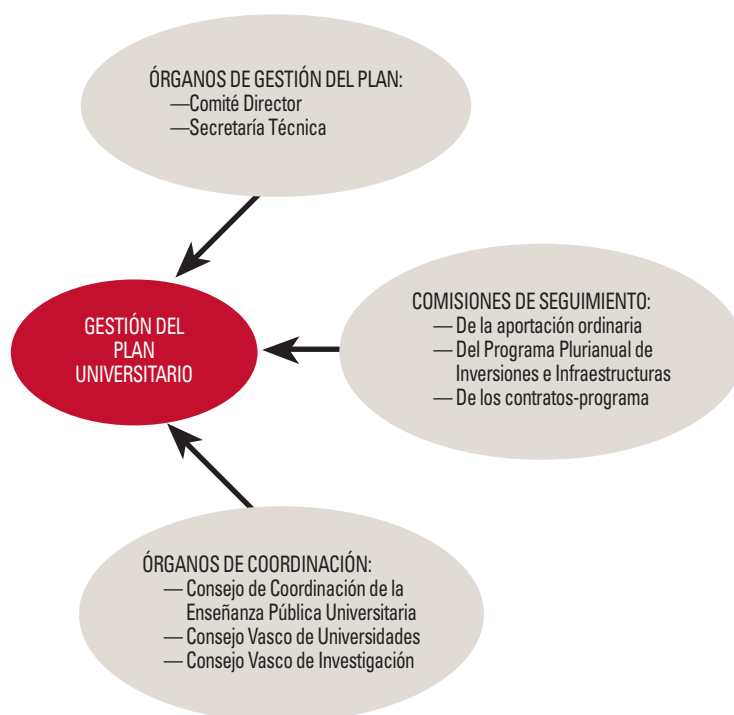 ÓRGANOS DE GESTIÓN DEL PLAN:
—Comité Director
—Secretaría Técnica
GESTIÓN DEL
PLAN
UNIVERSITARIO
COMISIONES DE SEGUIMIENTO:
— De la aportación ordinaria
— Del Programa Plurianual de
Inversiones e Infraestructuras
— De los contratos-programa
ÓRGANOS DE COORDINACIÓN:
— Consejo de Coordinación de la
Enseñanza Pública Universitaria
— Consejo Vasco de Universidades
— Consejo Vasco de Investigación